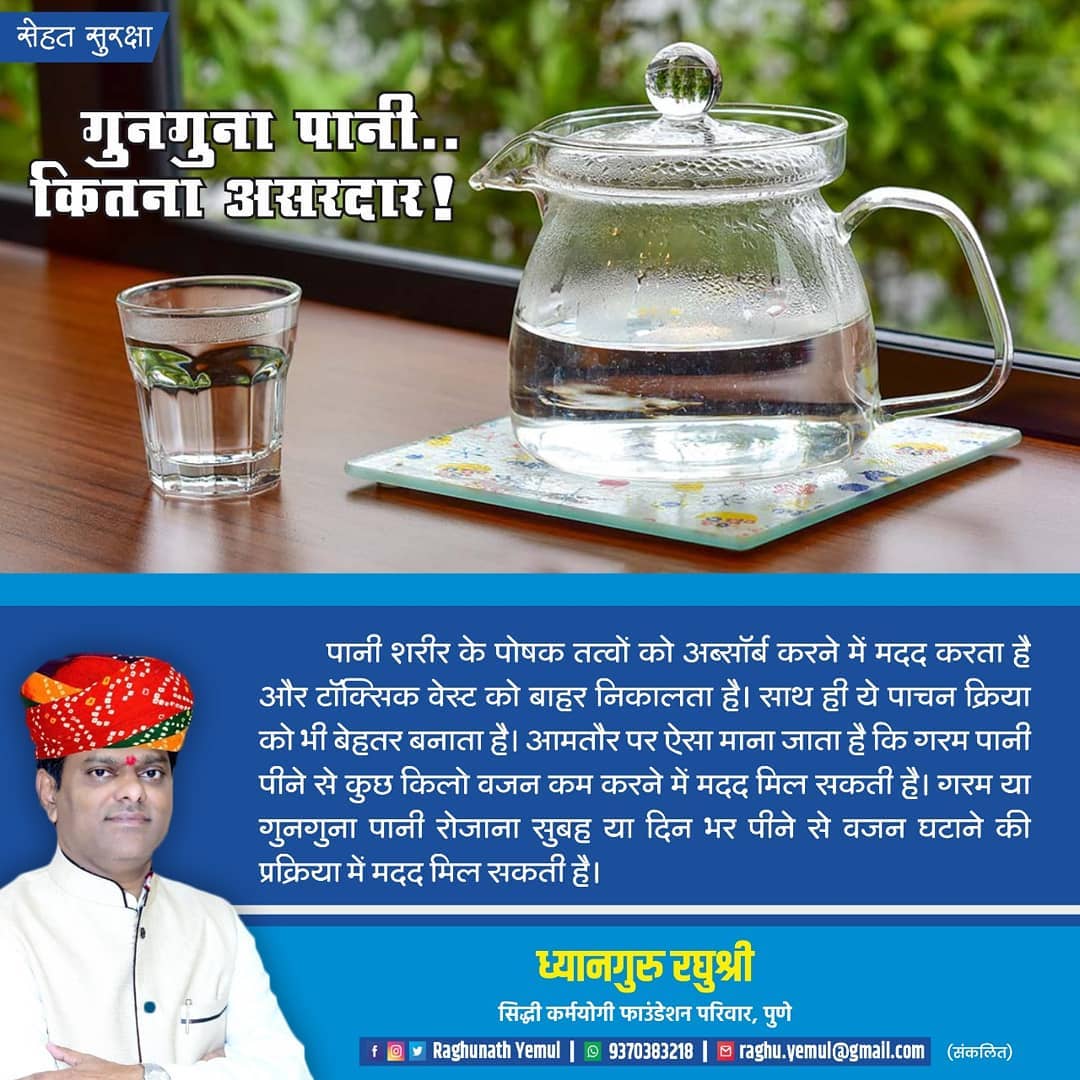 सेहत सुरक्षा
गुनगुना पानी..
कितना असरदार!
पानी शरीर के पोषक तत्वों को अब्सॉर्ब करने में मदद करता है
और टॉक्सिक वेस्ट को बाहर निकालता है। साथ ही ये पाचन क्रिया
को भी बेहतर बनाता है। आमतौर पर ऐसा माना जाता है कि गरम पानी
पीने से कुछ किलो वजन कम करने में मदद मिल सकती है। गरम या
गुनगुना पानी रोजाना सुबह या दिन भर पीने से वजन घटाने की
प्रक्रिया में मदद मिल सकती है।
ध्यानगुरु रघुश्री
सिद्धी कर्मयोगी फाउंडेशन परिवार, पुणे
Raghunath Yemul | 9370383218 | raghu.yemul@gmail.com (संकलित)